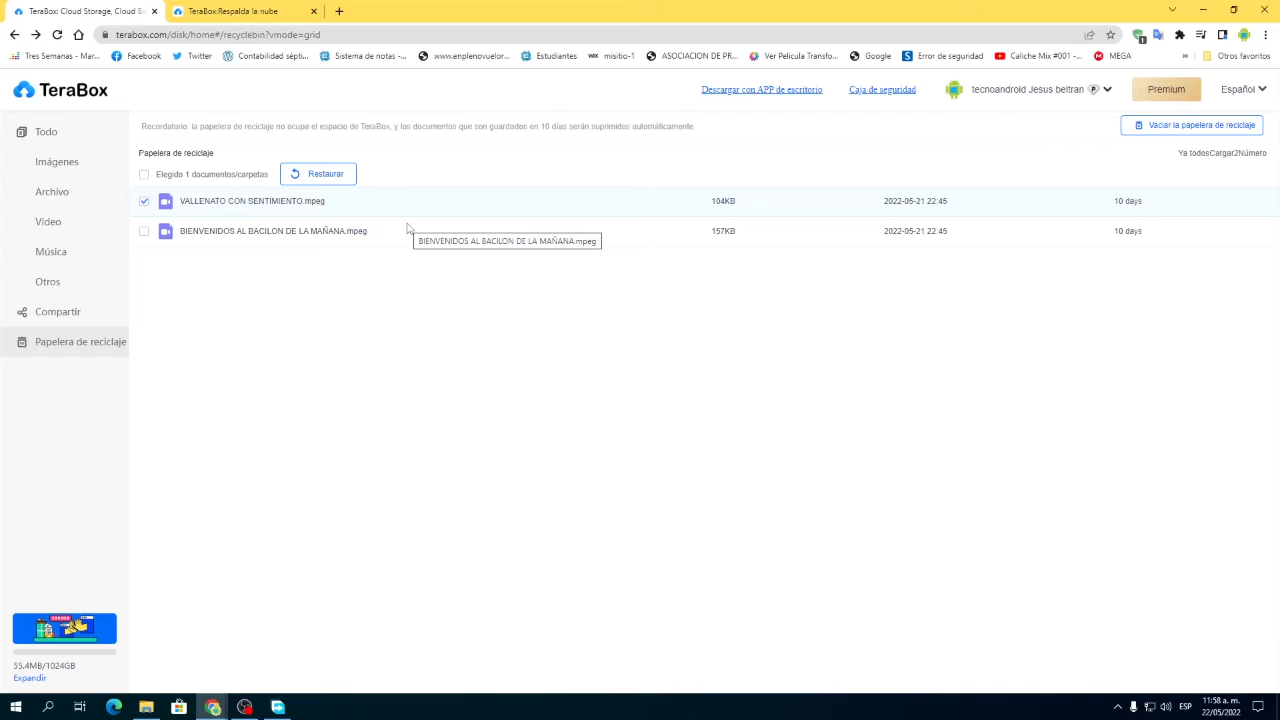 TeraBox: Cloud Storage, Cloud Ba
TeraBox:Respalda la nube
terabox.com/disk/home#/recyclebin?vmode=grid
Tres Semanas - Mar...
Facebook
Twitter
Contabilidad sépti...
Sistema de notas -...
www.enplenovuelor...
Estudiantes
WIX misitio-1
ASOCIACION DE PR...
Ver Película Transfo...
Google
Error de seguridad
Caliche Mix #001 -...
MEGA
»
Otros favoritos
TeraBox
Descargar con APP de escritorio
Caja de seguridad
tecnoandroid Jesus beltran
Premium
Español
Todo
Imágenes
Archivo
Vídeo
Música
Otros
Compartir
Papelera de reciclaje
55.4MB/1024GB
Expandir
Recordatorio: la papelera de reciclaje no ocupa el espacio de TeraBox, y los documentos que son guardados en 10 días serán suprimidos automáticamente.
Vaciar la papelera de reciclaje
Papelera de reciclaje
Ya todosCargar2Número
Elegido 1 documentos/carpetas
Restaurar
VALLENATO CON SENTIMIENTO.mpeg 104KB 2022-05-21 22:45 10 days
BIENVENIDOS AL BACILON DE LA MAÑANA.mpeg 157KB 2022-05-21 22:45 10 days
BIENVENIDOS AL BACILON DE LA MAÑANA.mpeg
ESP
11:58 a. m.
22/05/2022